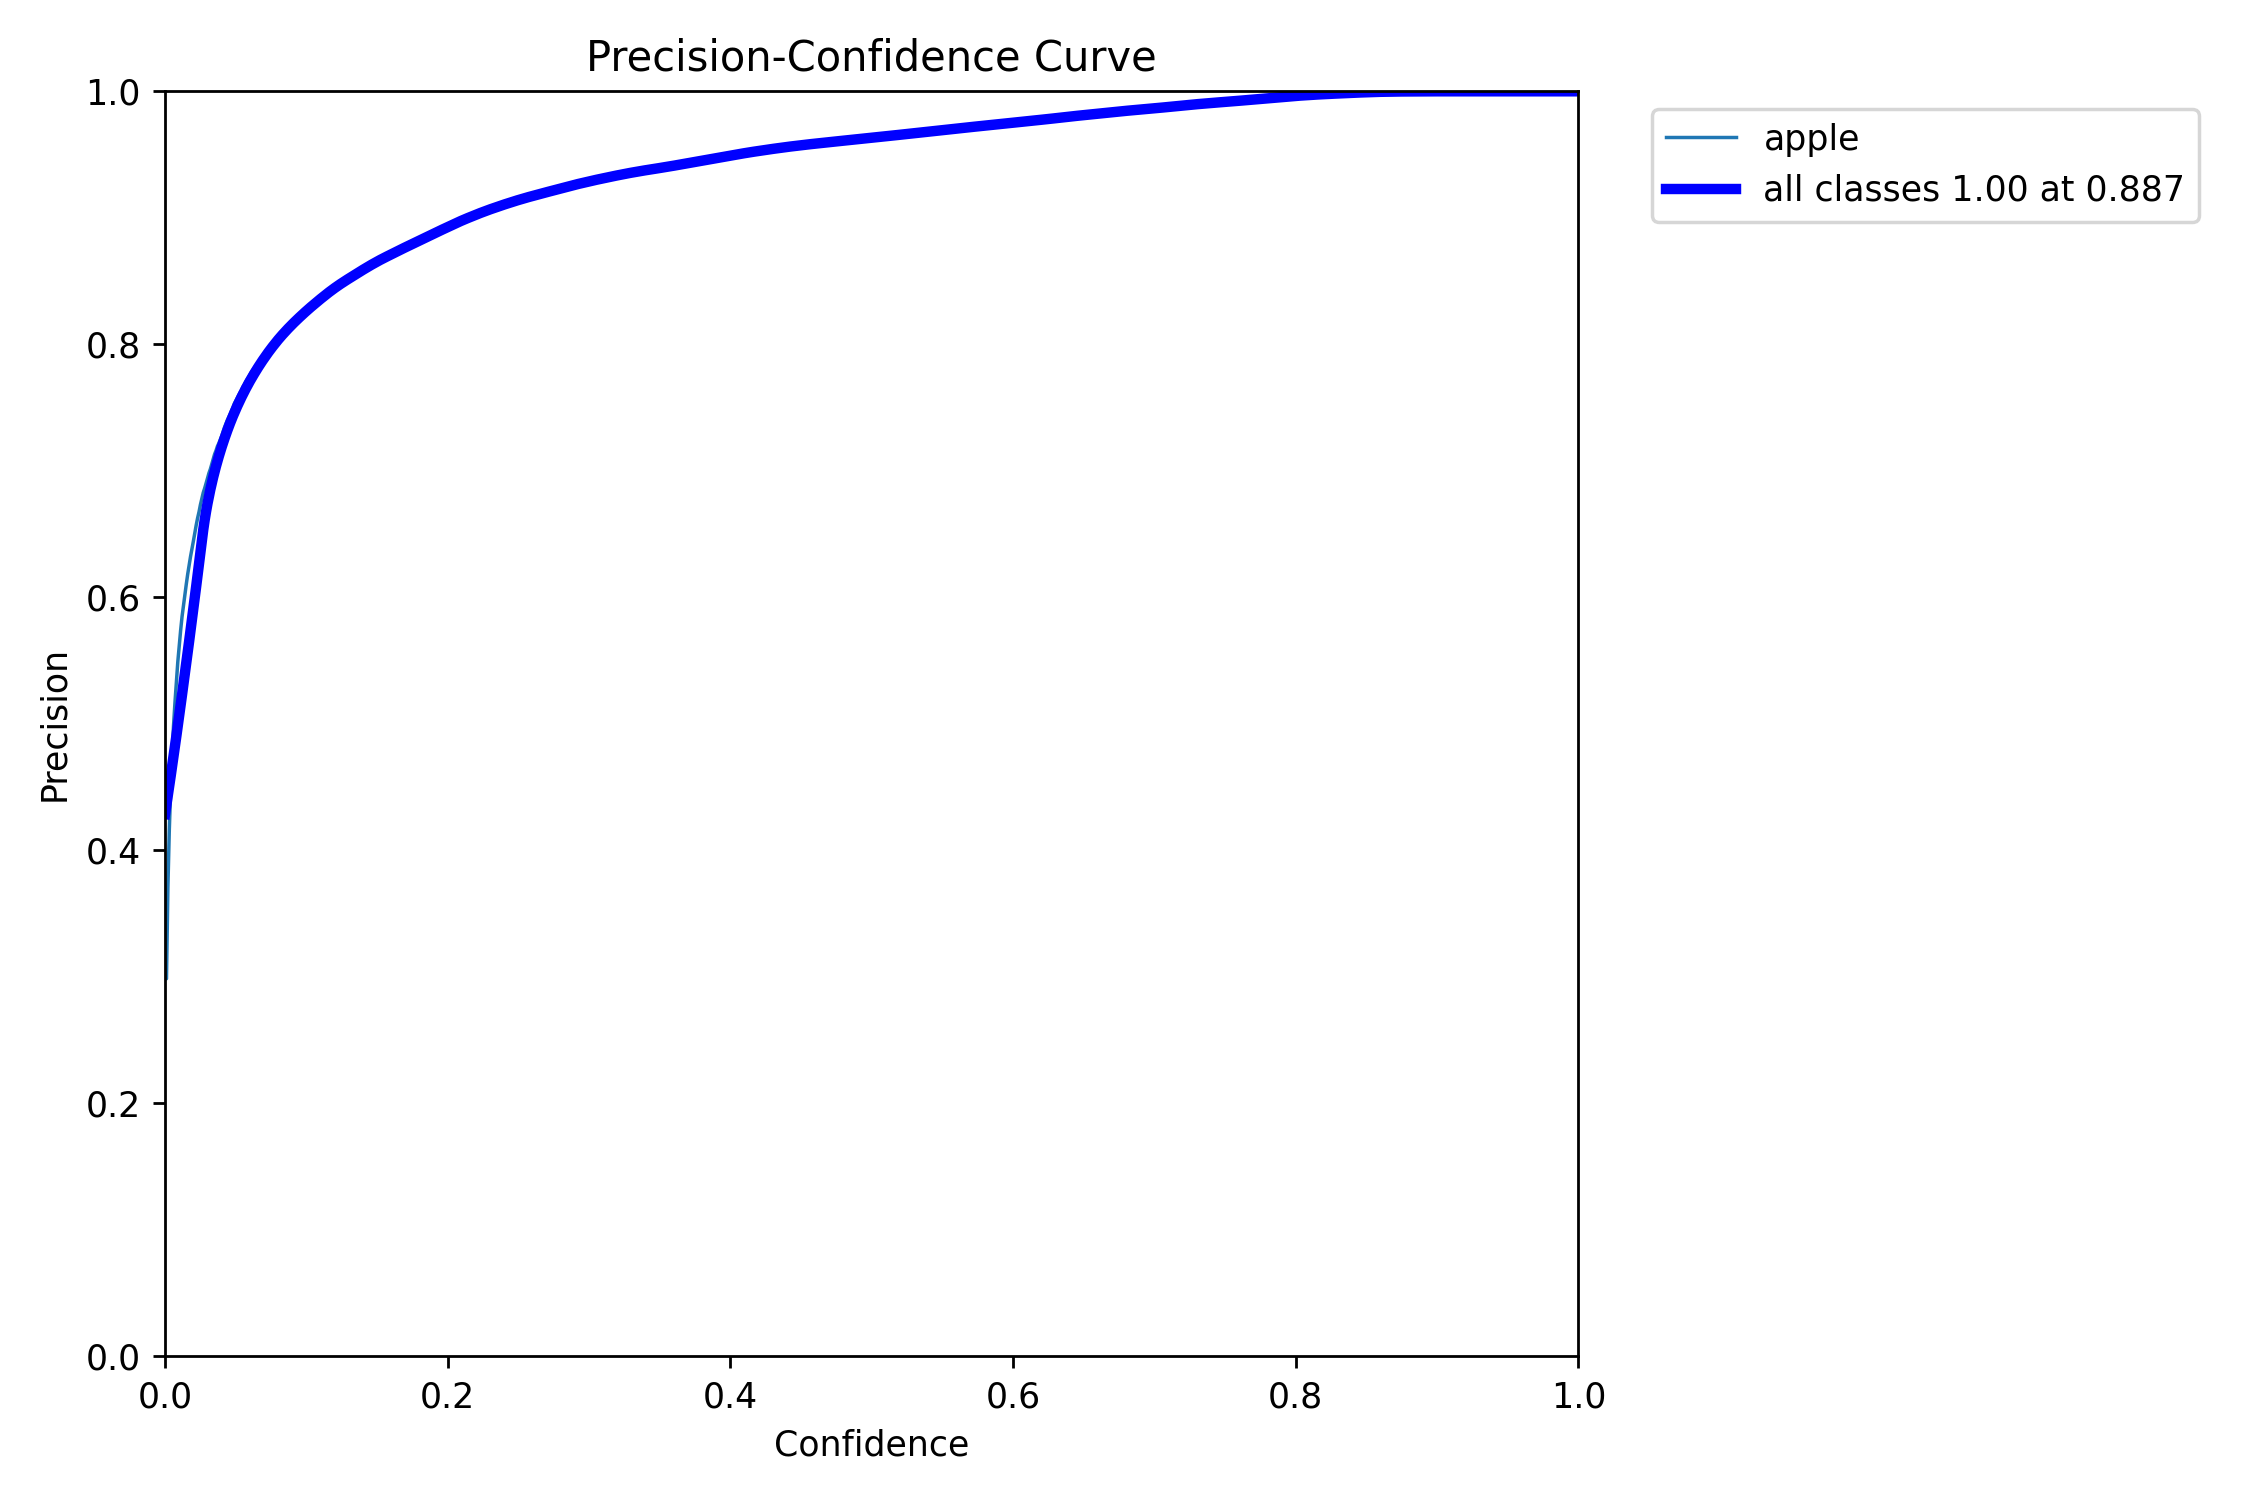 Precision-Confidence Curve
apple
all classes 1.00 at 0.887
Precision
1.0
0.8
0.6
0.4
0.2
0.0
0.0 0.2 0.4 0.6 0.8 1.0
Confidence